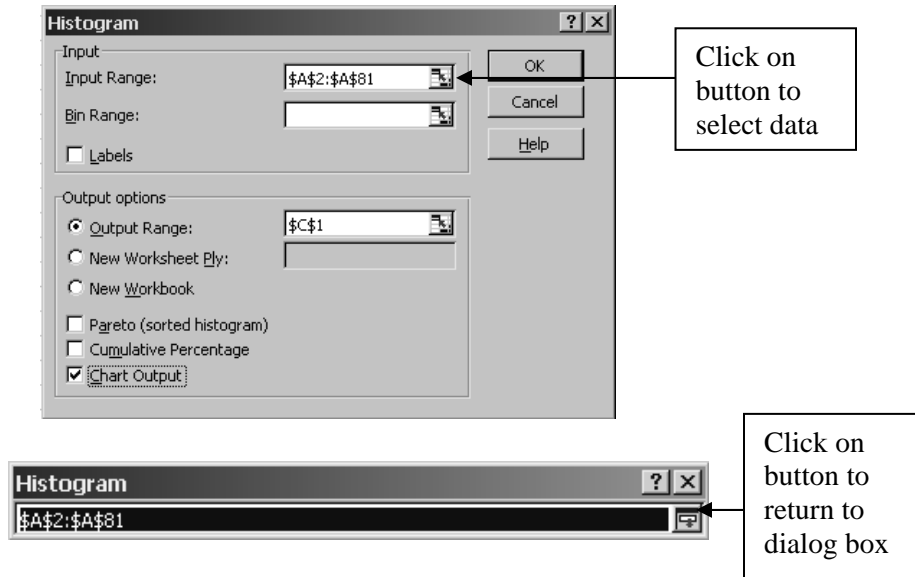 Histogram
Input
Input Range: $A$2:$A$81
Bin Range:
Labels
OK
Cancel
Help
Click on
button to
select data
Output options
Output Range: $C$1
New Worksheet Ply:
New Workbook
Pareto (sorted histogram)
Cumulative Percentage
Chart Output
Histogram
$A$2:$A$81
Click on
button to
return to
dialog box